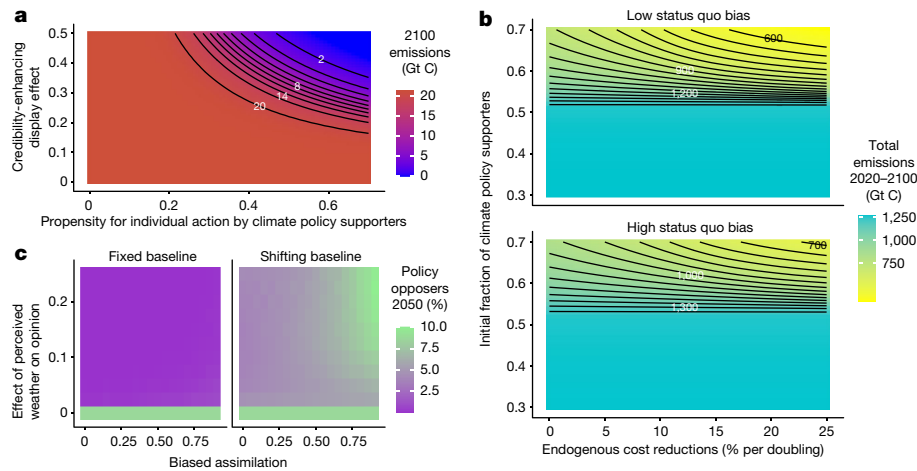 a
2100
emissions
(Gt C)
20
15
10
5
0
Credibility-enhancing
display effect
0.5
0.4
0.3
0.2
0.1
0
2
8
14
20
0
0.2
0.4
0.6
Propensity for individual action by climate policy supporters
b
Low status quo bias
Initial fraction of climate policy supporters
0.7
0.6
0.5
0.4
0.3
600
900
1,200
High status quo bias
0.7
0.6
0.5
0.4
0.3
700
1,000
1,300
0
5
10
15
20
25
Endogenous cost reductions (% per doubling)
Total
emissions
2020–2100
(Gt C)
1,250
1,000
750
c
Fixed baseline
Shifting baseline
Effect of perceived
weather on opinion
0.2
0.1
0
0
0.25
0.50
0.75
0
0.25
0.50
0.75
Biased assimilation
Policy
opposers
2050 (%)
10.0
7.5
5.0
2.5